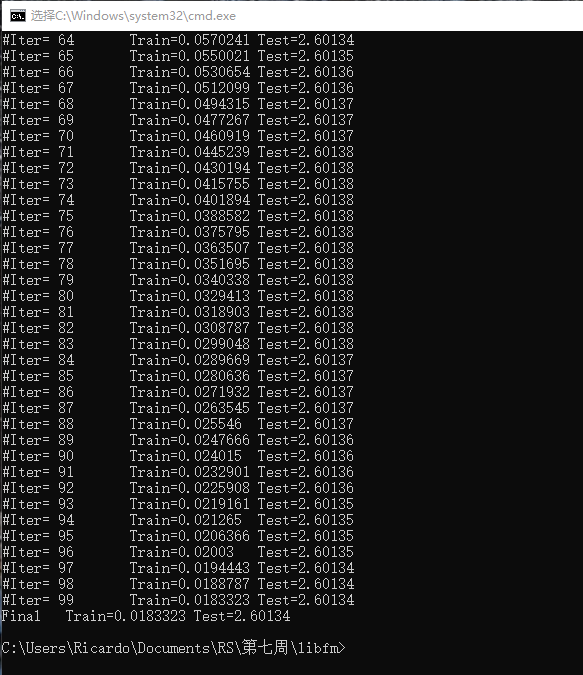 选择C:\Windows\system32\cmd.exe
#Iter= 64 Train=0.0570241 Test=2.60134
#Iter= 65 Train=0.0550021 Test=2.60135
#Iter= 66 Train=0.0530654 Test=2.60136
#Iter= 67 Train=0.0512099 Test=2.60136
#Iter= 68 Train=0.0494315 Test=2.60137
#Iter= 69 Train=0.0477267 Test=2.60137
#Iter= 70 Train=0.0460919 Test=2.60137
#Iter= 71 Train=0.0445239 Test=2.60138
#Iter= 72 Train=0.0430194 Test=2.60138
#Iter= 73 Train=0.0415755 Test=2.60138
#Iter= 74 Train=0.0401894 Test=2.60138
#Iter= 75 Train=0.0388582 Test=2.60138
#Iter= 76 Train=0.0375795 Test=2.60138
#Iter= 77 Train=0.0363507 Test=2.60138
#Iter= 78 Train=0.0351695 Test=2.60138
#Iter= 79 Train=0.0340338 Test=2.60138
#Iter= 80 Train=0.0329413 Test=2.60138
#Iter= 81 Train=0.0318903 Test=2.60138
#Iter= 82 Train=0.0308787 Test=2.60138
#Iter= 83 Train=0.0299048 Test=2.60138
#Iter= 84 Train=0.0289669 Test=2.60137
#Iter= 85 Train=0.0280636 Test=2.60137
#Iter= 86 Train=0.0271932 Test=2.60137
#Iter= 87 Train=0.0263545 Test=2.60137
#Iter= 88 Train=0.025546 Test=2.60137
#Iter= 89 Train=0.0247666 Test=2.60136
#Iter= 90 Train=0.024015 Test=2.60136
#Iter= 91 Train=0.0232901 Test=2.60136
#Iter= 92 Train=0.0225908 Test=2.60136
#Iter= 93 Train=0.0219161 Test=2.60135
#Iter= 94 Train=0.021265 Test=2.60135
#Iter= 95 Train=0.0206366 Test=2.60135
#Iter= 96 Train=0.02003 Test=2.60135
#Iter= 97 Train=0.0194443 Test=2.60134
#Iter= 98 Train=0.0188787 Test=2.60134
#Iter= 99 Train=0.0183323 Test=2.60134
Final Train=0.0183323 Test=2.60134
C:\Users\Ricardo\Documents\RS\第七周\libfm>